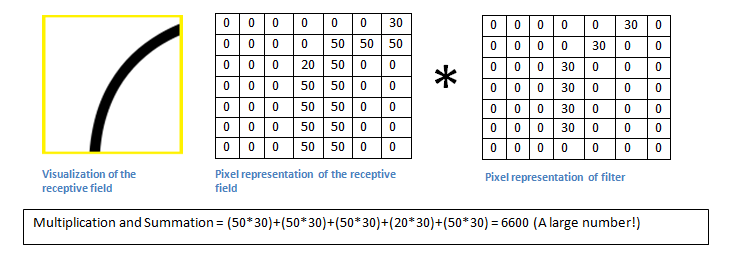 0 0 0 0 0 0 30
0 0 0 0 50 50 50
0 0 0 20 50 0 0
0 0 0 50 50 0 0
0 0 0 50 50 0 0
0 0 0 50 50 0 0
0 0 0 50 50 0 0
*
0 0 0 0 0 30 0
0 0 0 0 30 0 0
0 0 0 30 0 0 0
0 0 0 30 0 0 0
0 0 0 30 0 0 0
0 0 0 30 0 0 0
0 0 0 0 0 0 0
Visualization of the
receptive field
Pixel representation of the receptive
field
Pixel representation of filter
Multiplication and Summation = (50*30)+(50*30)+(50*30)+(20*30)+(50*30) = 6600 (A large number!)